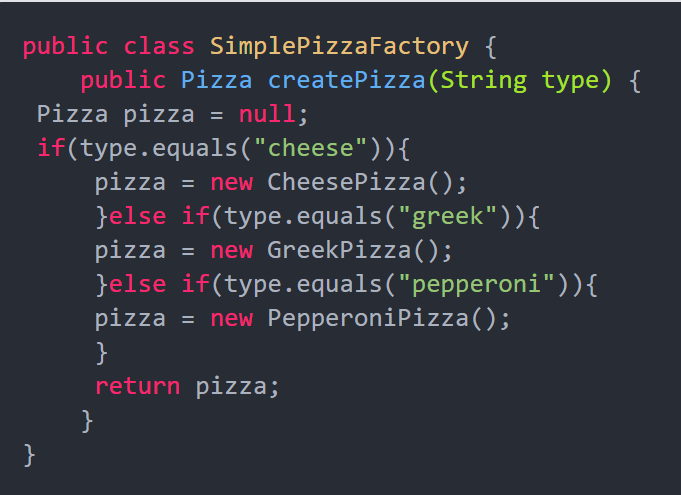 public class SimplePizzaFactory {
    public Pizza createPizza(String type) {
 Pizza pizza = null;
 if(type.equals("cheese")){
     pizza = new CheesePizza();
     }else if(type.equals("greek")){
     pizza = new GreekPizza();
     }else if(type.equals("pepperoni")){
     pizza = new PepperoniPizza();
     }
     return pizza;
    }
}